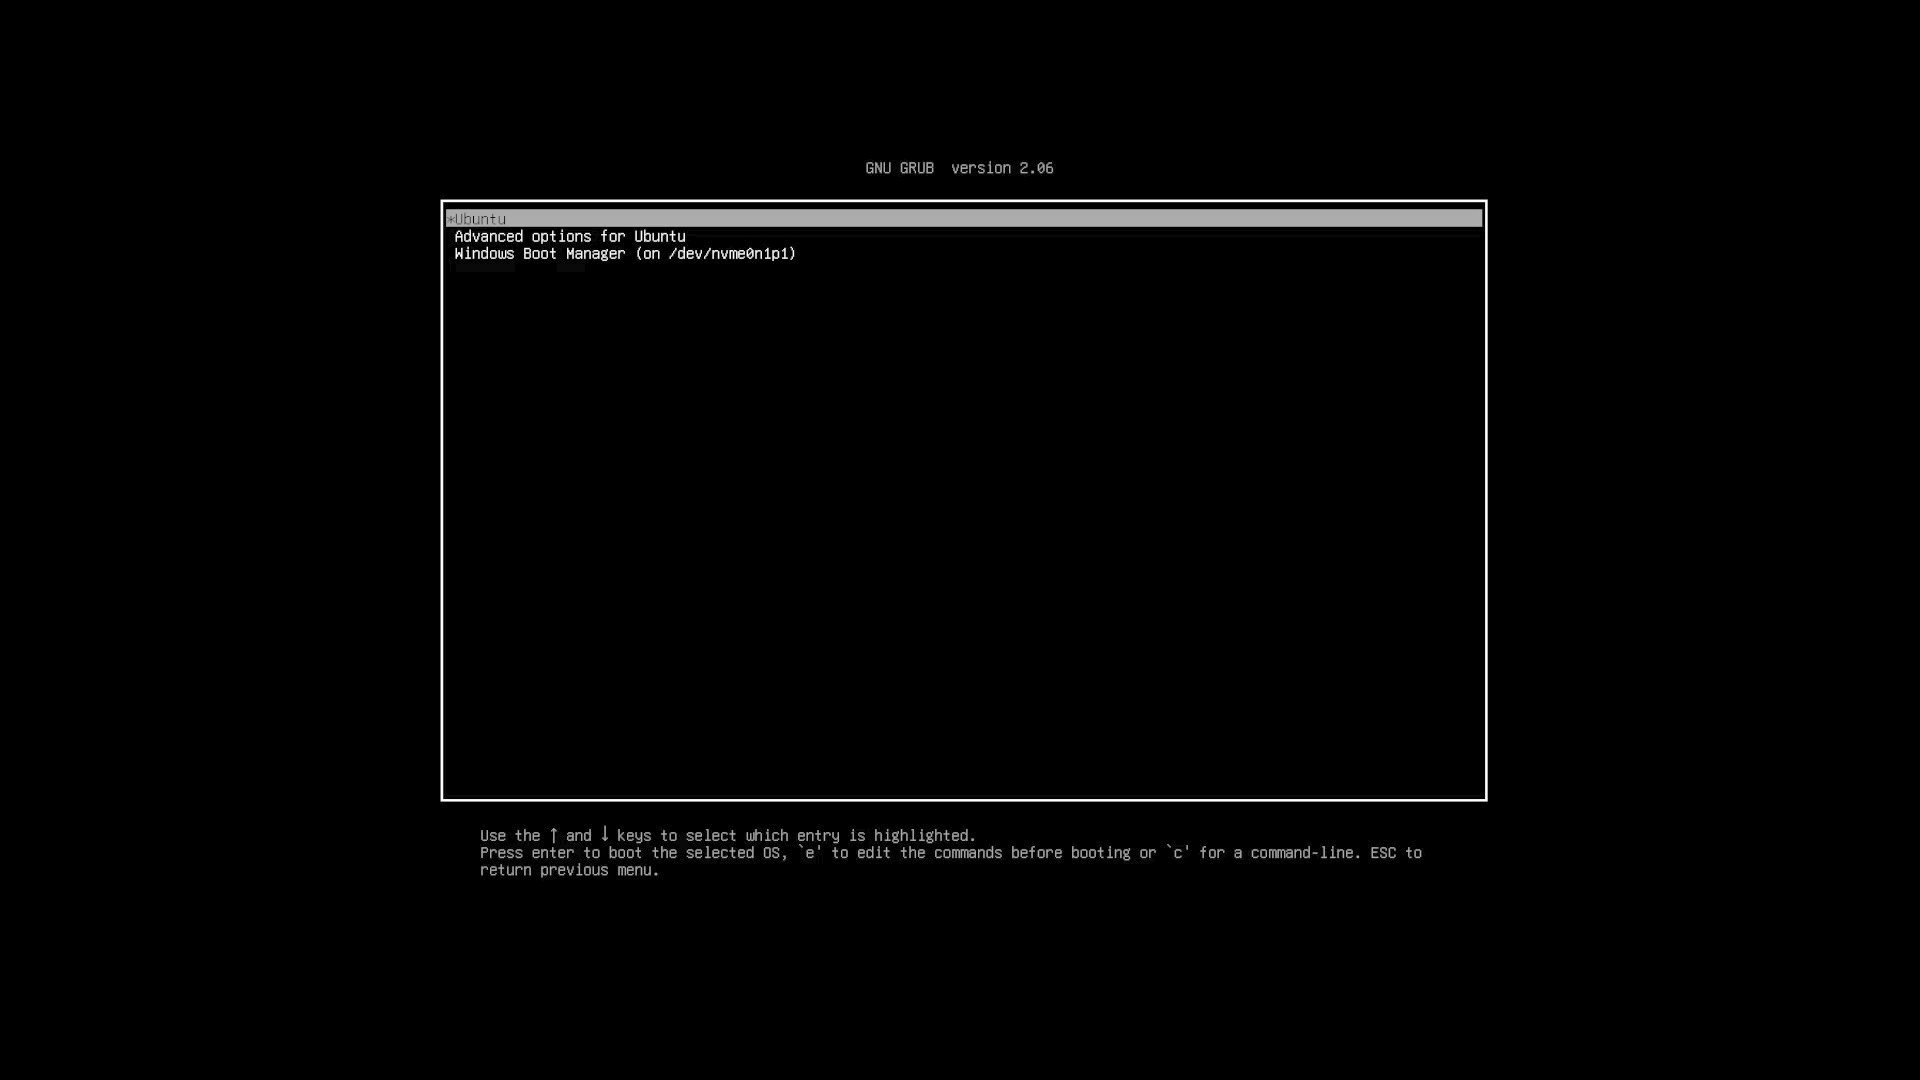 GNU GRUB  version 2.06
*Ubuntu
Advanced options for Ubuntu
Windows Boot Manager (on /dev/nvme0n1p1)
Use the ↑ and ↓ keys to select which entry is highlighted.
Press enter to boot the selected OS, `e' to edit the commands before booting or `c' for a command-line. ESC to
return previous menu.